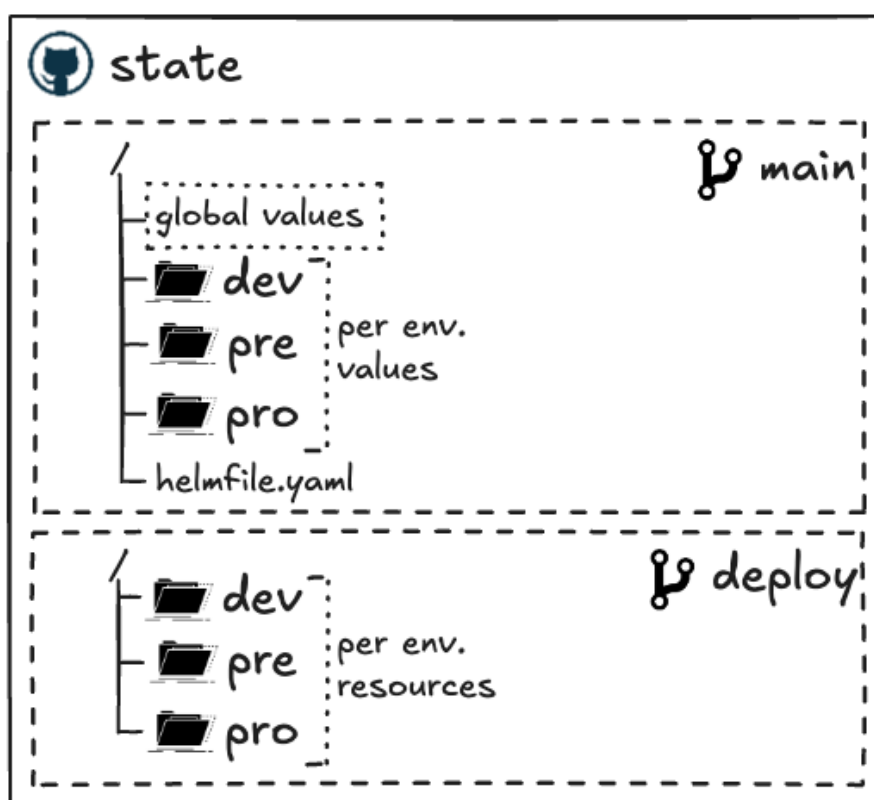 state
main
/
global values
dev
pre
per env.
values
pro
helmfile.yaml
deploy
/
dev
pre
per env.
resources
pro